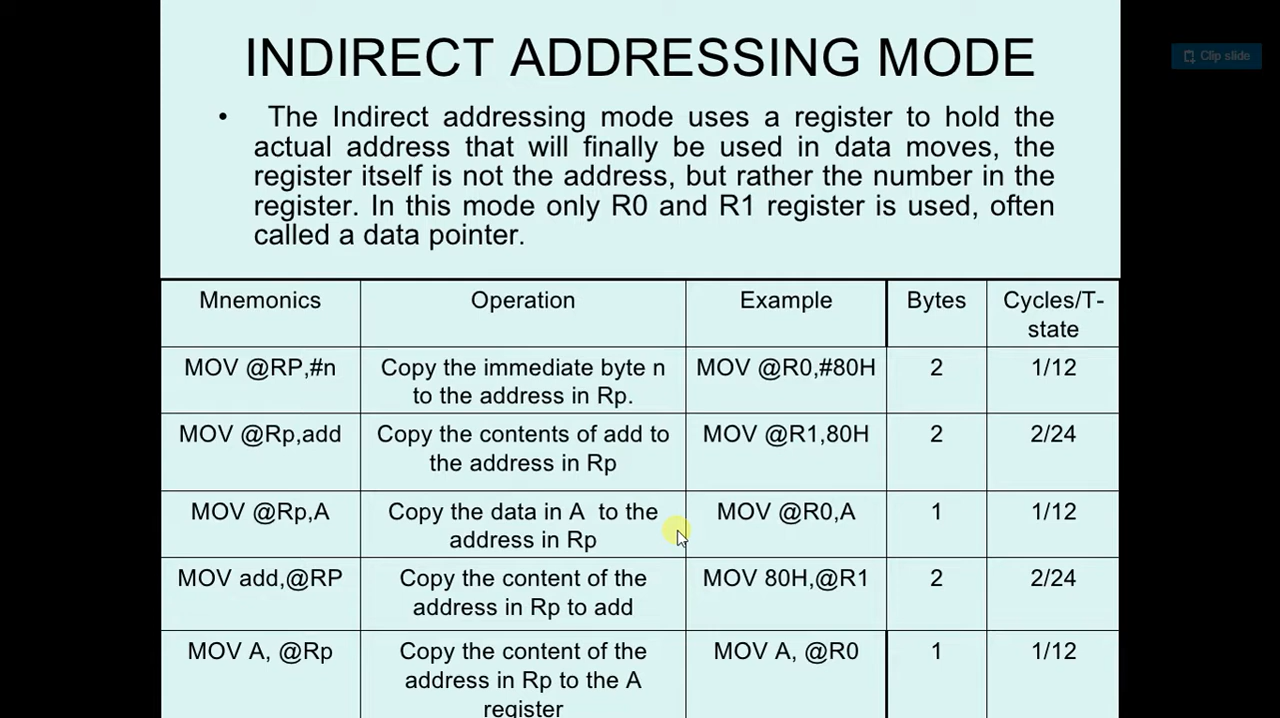 INDIRECT ADDRESSING MODE
Clip slide
• The Indirect addressing mode uses a register to hold the
actual address that will finally be used in data moves, the
register itself is not the address, but rather the number in the
register. In this mode only R0 and R1 register is used, often
called a data pointer.
Mnemonics Operation Example Bytes Cycles/T-
state
MOV @RP,#n Copy the immediate byte n MOV @R0,#80H 2 1/12
to the address in Rp.
MOV @Rp,add Copy the contents of add to MOV @R1,80H 2 2/24
the address in Rp
MOV @Rp,A Copy the data in A to the MOV @R0,A 1 1/12
address in Rp
MOV add,@RP Copy the content of the MOV 80H,@R1 2 2/24
address in Rp to add
MOV A, @Rp Copy the content of the MOV A, @R0 1 1/12
address in Rp to the A
register